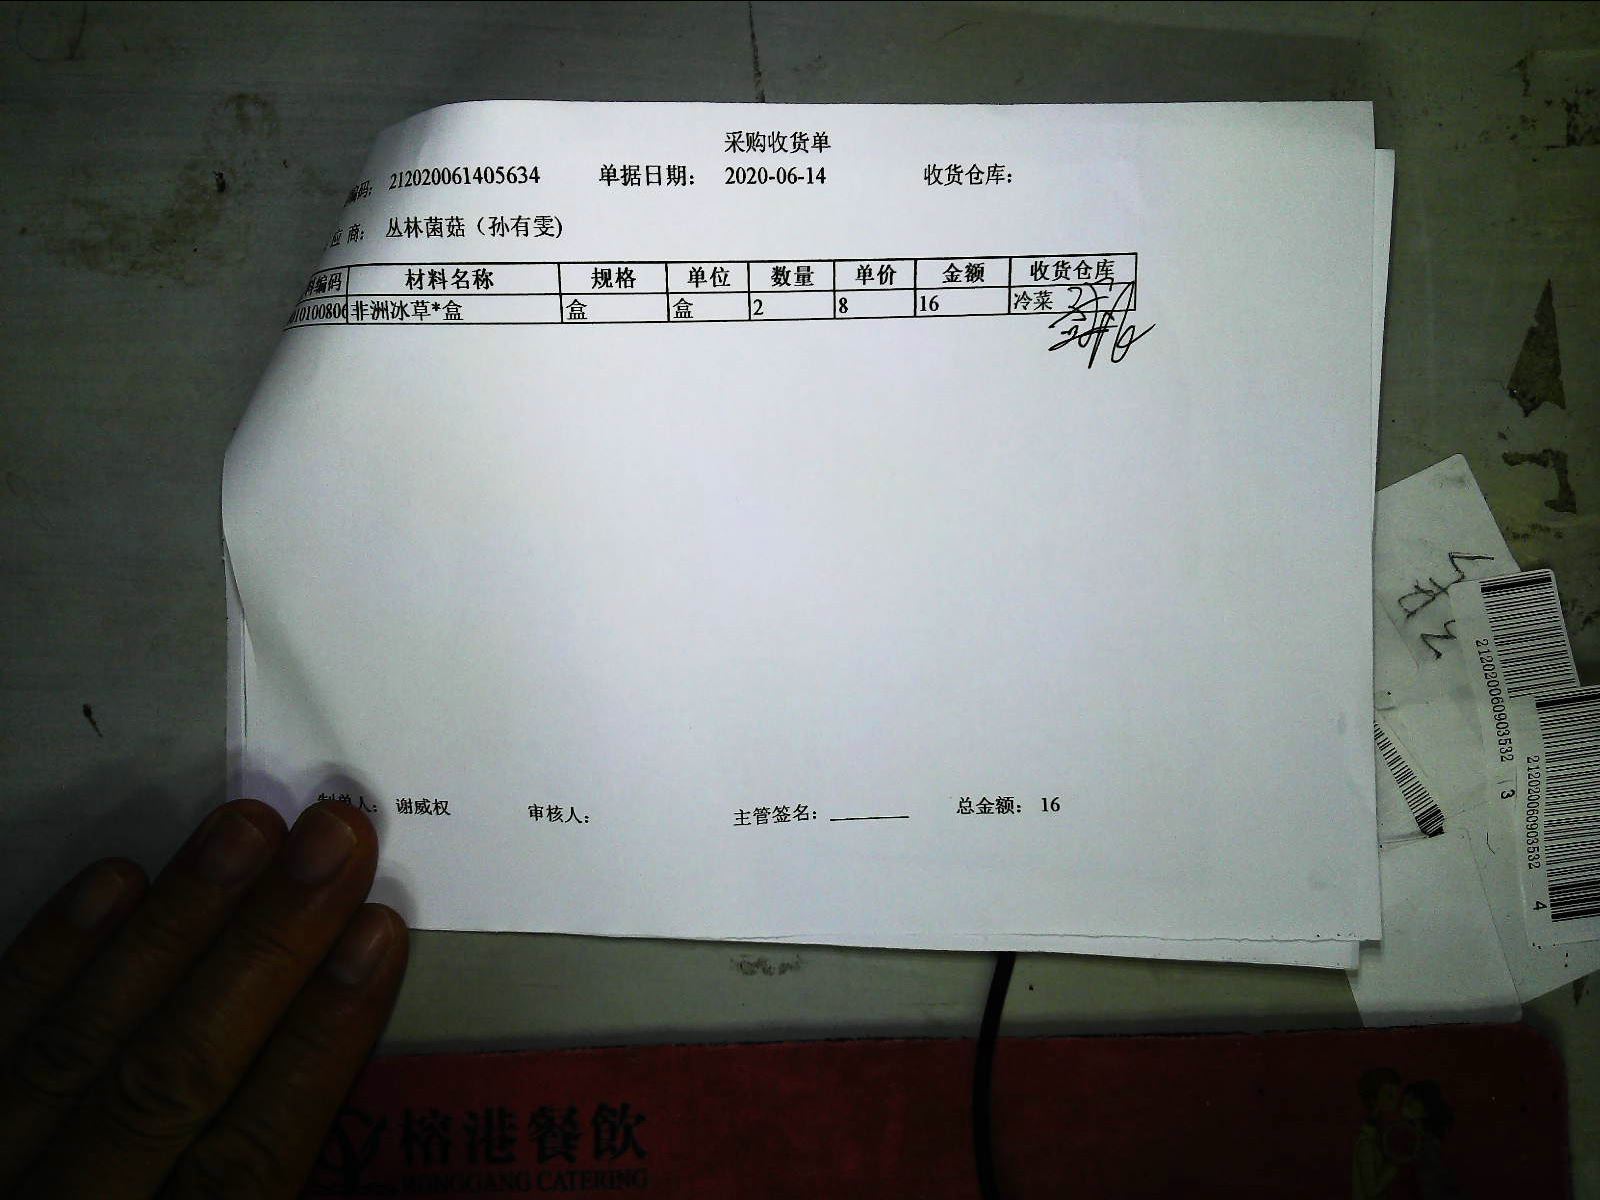 采购收货单
编码： 212020061405634 单据日期： 2020-06-14 收货仓库：
应 商： 丛林菌菇（孙有雯)
编码 材料名称 规格 单位 数量 单价 金额 收货仓库
10100806 非洲冰草*盒 盒 盒 2 8 16 冷菜
制单人： 谢威权 审核人： 主管签名： 总金额： 16
212020060903532 3
212020060903532 4
榕港餐飲
RONGGANG CATERING